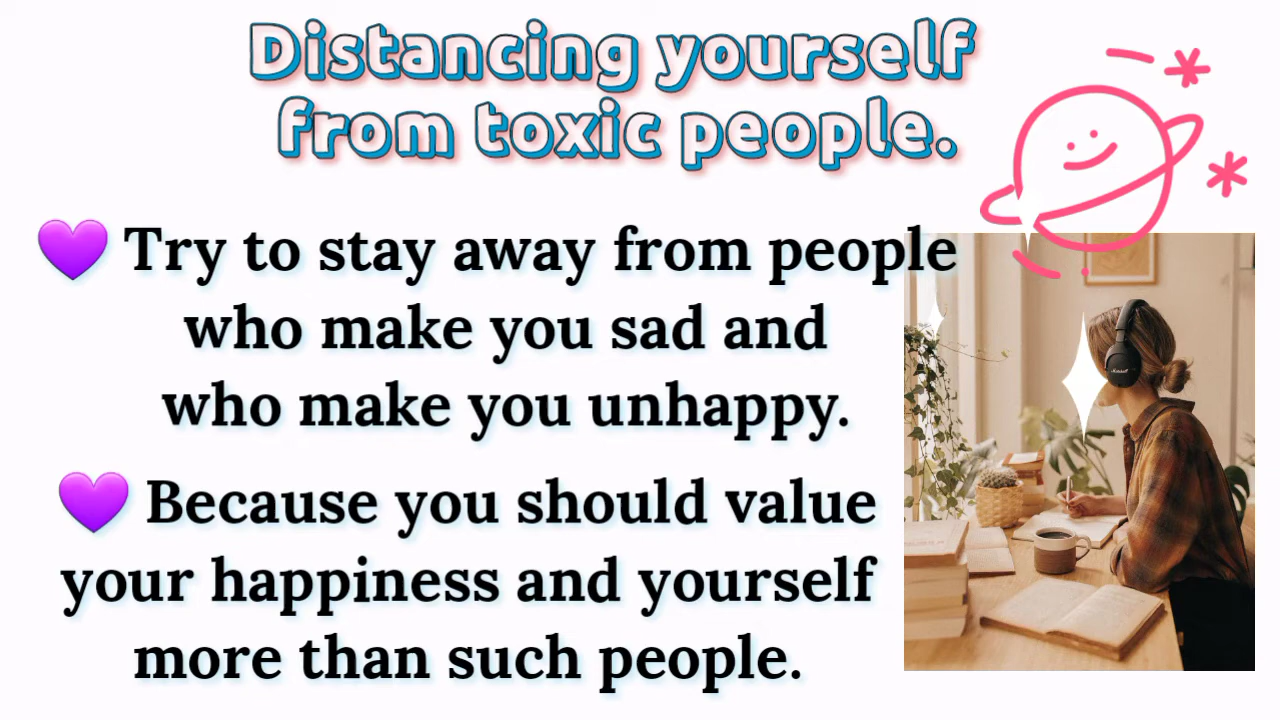 Distancing yourself
from toxic people.
💜 Try to stay away from people
who make you sad and
who make you unhappy.
💜 Because you should value
your happiness and yourself
more than such people.
Marshall